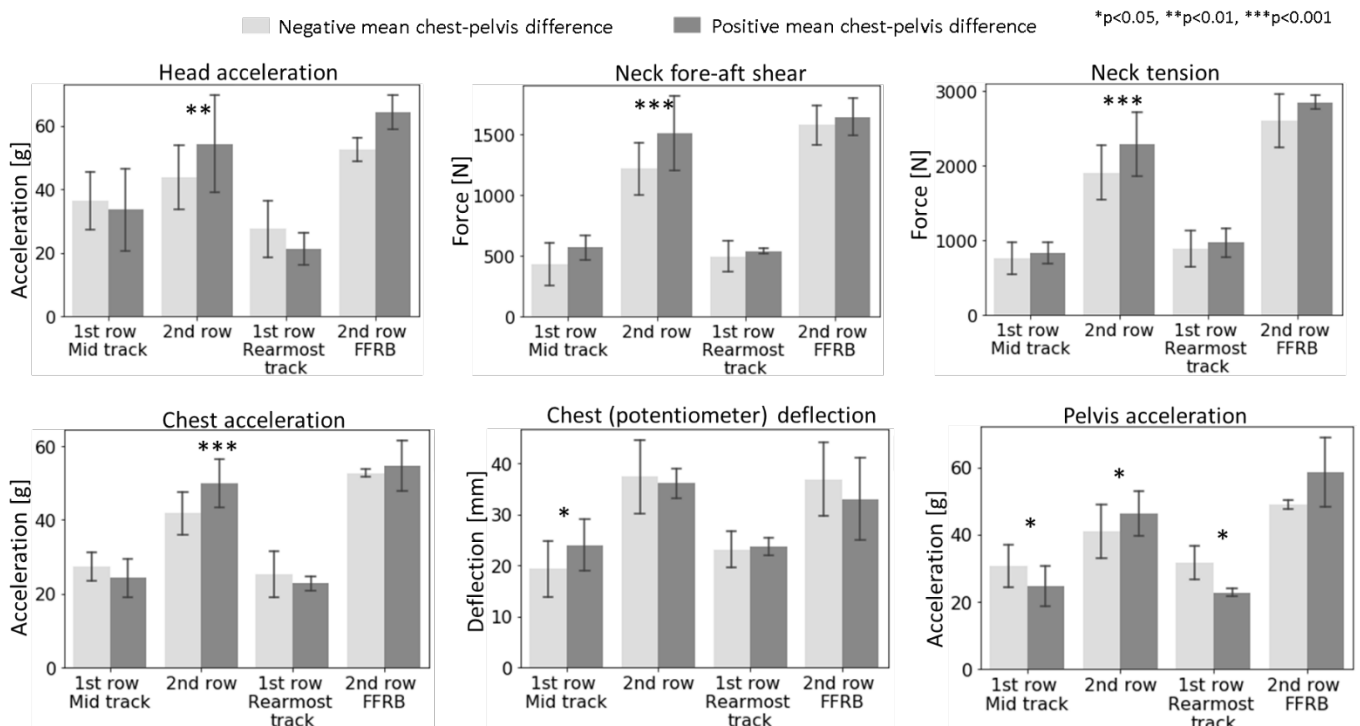 Negative mean chest-pelvis difference
Positive mean chest-pelvis difference
*p<0.05, **p<0.01, ***p<0.001
Head acceleration
Acceleration [g]
60
40
20
0
**
1st row
Mid track
2nd row
1st row
Rearmost
track
2nd row
FFRB
Neck fore-aft shear
Force [N]
1500
1000
500
0
***
1st row
Mid track
2nd row
1st row
Rearmost
track
2nd row
FFRB
Neck tension
Force [N]
3000
2000
1000
0
***
1st row
Mid track
2nd row
1st row
Rearmost
track
2nd row
FFRB
Chest acceleration
Acceleration [g]
60
40
20
0
***
1st row
Mid track
2nd row
1st row
Rearmost
track
2nd row
FFRB
Chest (potentiometer) deflection
Deflection [mm]
40
30
20
10
0
*
1st row
Mid track
2nd row
1st row
Rearmost
track
2nd row
FFRB
Pelvis acceleration
Acceleration [g]
60
40
20
0
*
*
*
1st row
Mid track
2nd row
1st row
Rearmost
track
2nd row
FFRB